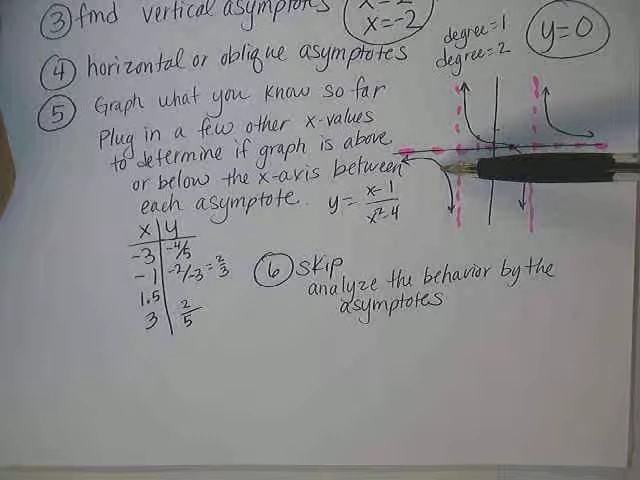 ③ find vertical asymptotes
x=2
x=-2
④ horizontal or oblique asymptotes
degree=1
degree=2
y=0
⑤ Graph what you know so far
Plug in a few other x-values
to determine if graph is above
or below the x-axis between
each asymptote. y = x-1/x²-4
x | y
-3 | -4/5
-1 | -2/-3 = 2/3
1.5 |
3 | 2/5
⑥ skip
analyze the behavior by the
asymptotes